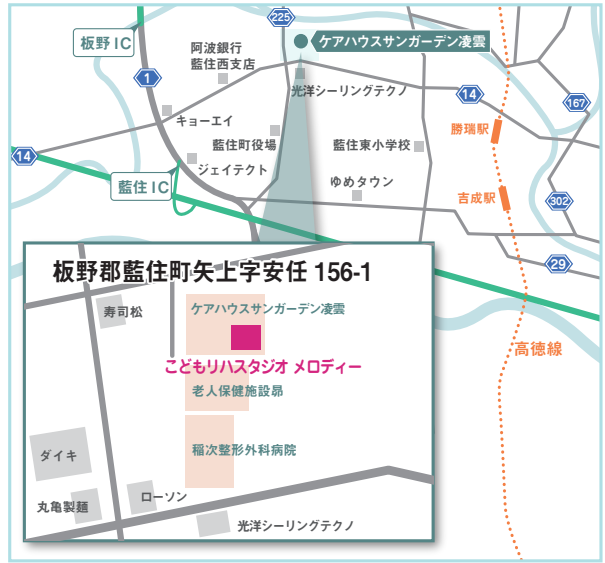 225
板野 IC
ケアハウスサンガーデン凌雲
阿波銀行
藍住西支店
1
光洋シーリングテクノ
14
167
キョーエイ
勝瑞駅
藍住町役場
藍住東小学校
14
ジェイテクト
藍住 IC
ゆめタウン
吉成駅
302
29
高徳線
板野郡藍住町矢上字安任 156-1
寿司松
ケアハウスサンガーデン凌雲
こどもリハスタジオ メロディー
老人保健施設昴
稲次整形外科病院
ダイキ
丸亀製麺
ローソン
光洋シーリングテクノ